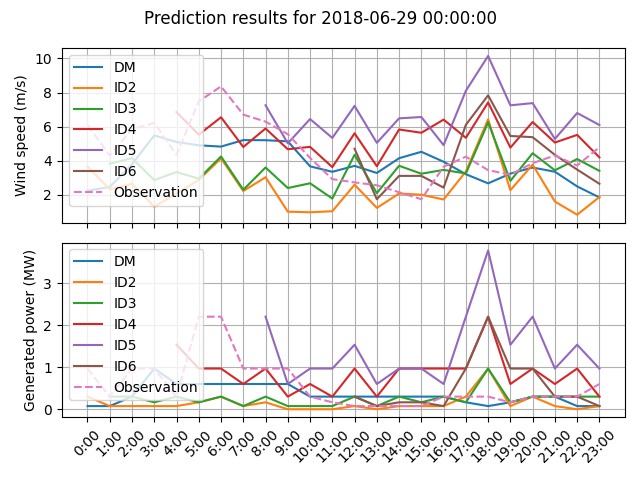 Prediction results for 2018-06-29 00:00:00
Wind speed (m/s)
10
8
6
4
2
DM
ID2
ID3
ID4
ID5
ID6
Observation
Generated power (MW)
3
2
1
0
DM
ID2
ID3
ID4
ID5
ID6
Observation
0:00 1:00 2:00 3:00 4:00 5:00 6:00 7:00 8:00 9:00 10:00 11:00 12:00 13:00 14:00 15:00 16:00 17:00 18:00 19:00 20:00 21:00 22:00 23:00